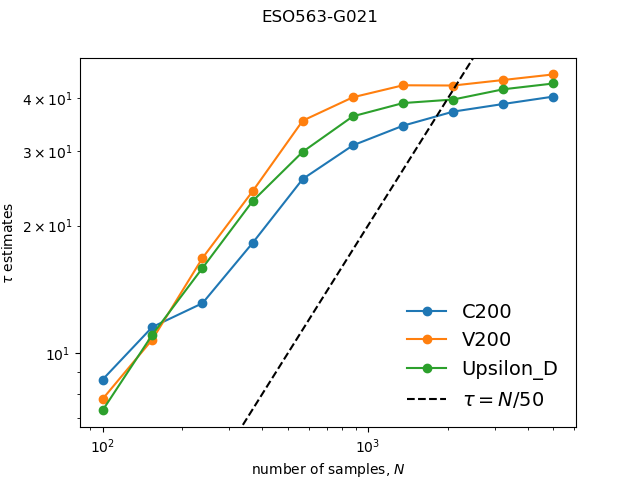 ESO563-G021
τ estimates
4 × 10¹
3 × 10¹
2 × 10¹
10¹
C200
V200
Upsilon_D
τ = N/50
10²
10³
number of samples, N